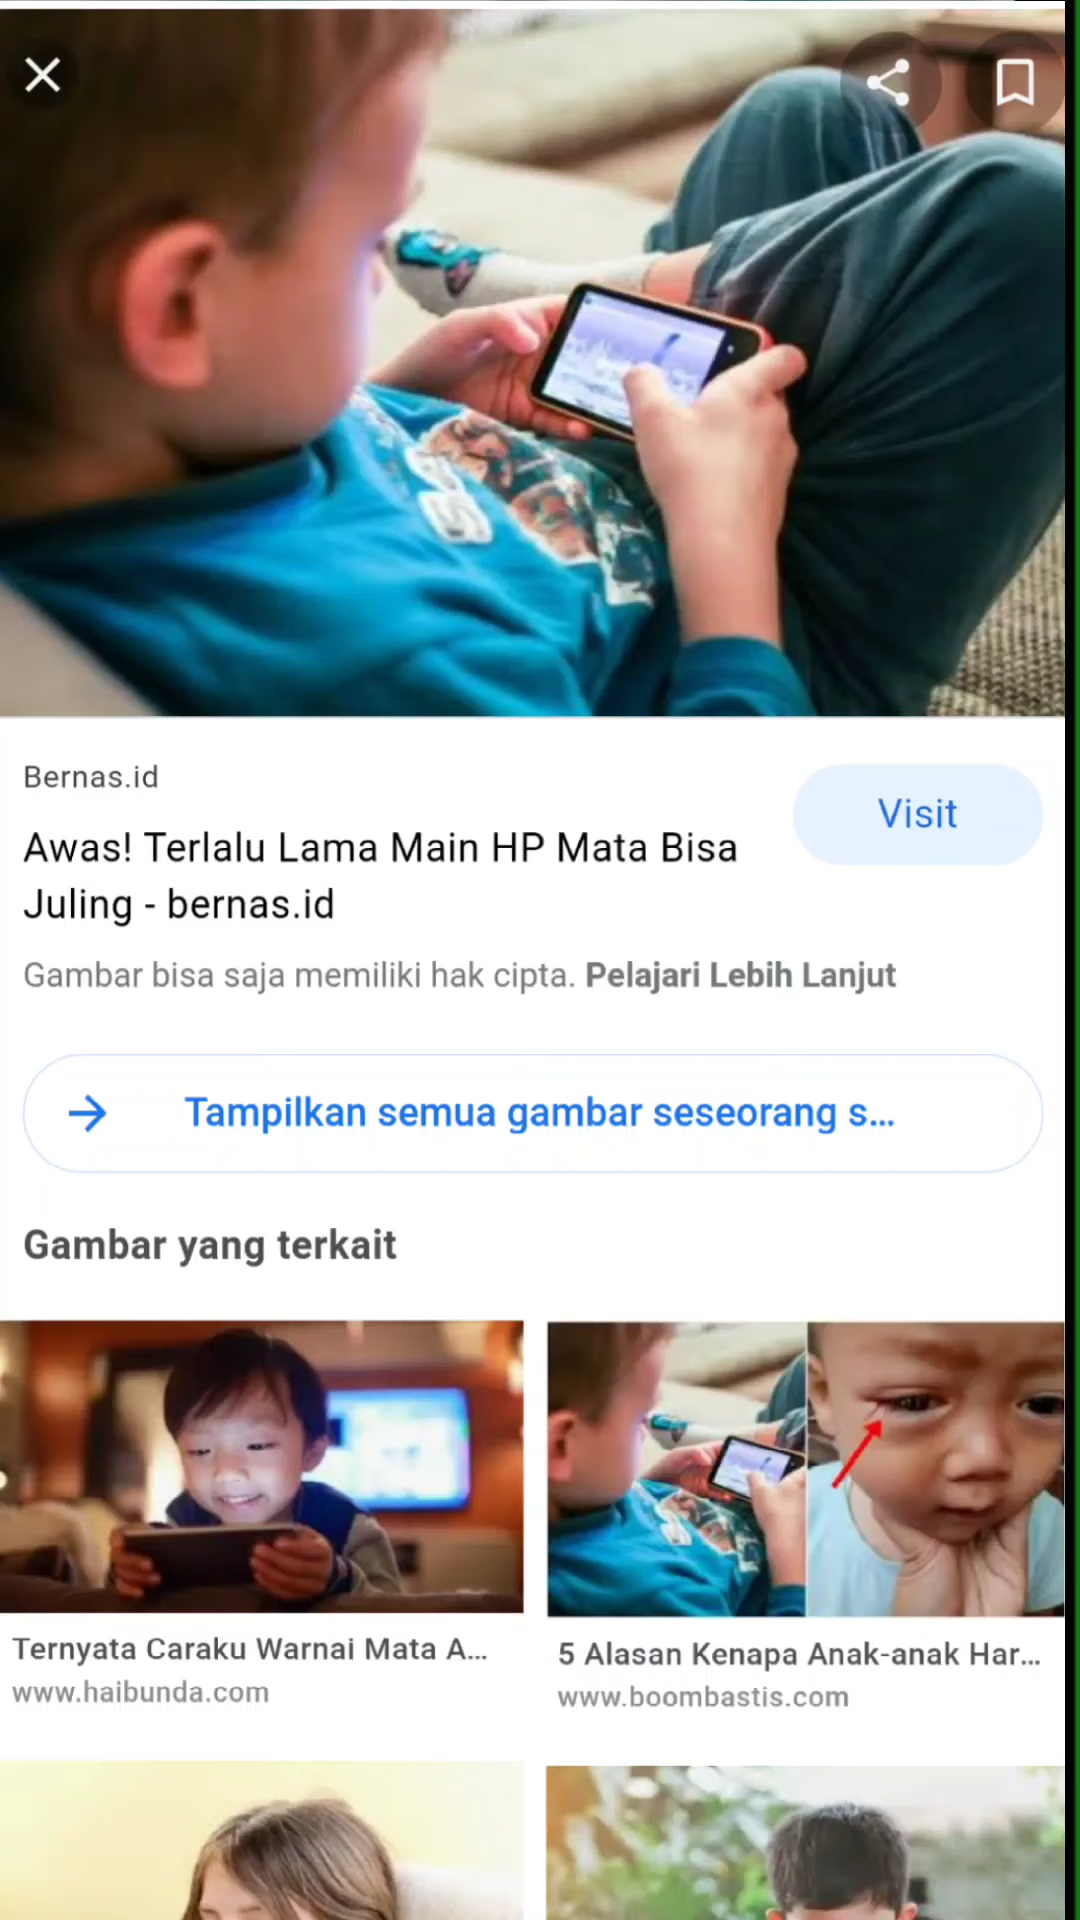 Bernas.id
Visit
Awas! Terlalu Lama Main HP Mata Bisa
Juling - bernas.id
Gambar bisa saja memiliki hak cipta. Pelajari Lebih Lanjut
Tampilkan semua gambar seseorang s...
Gambar yang terkait
Ternyata Caraku Warnai Mata A...
www.haibunda.com
5 Alasan Kenapa Anak-anak Har...
www.boombastis.com